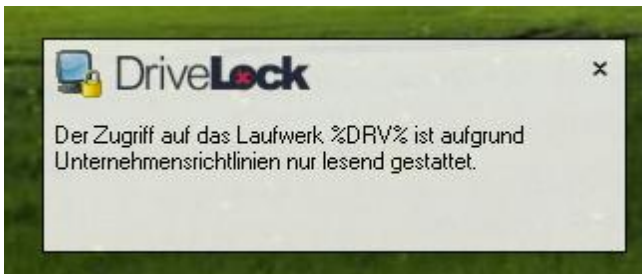 DriveLock
Der Zugriff auf das Laufwerk %DRV% ist aufgrund
Unternehmensrichtlinien nur lesend gestattet.